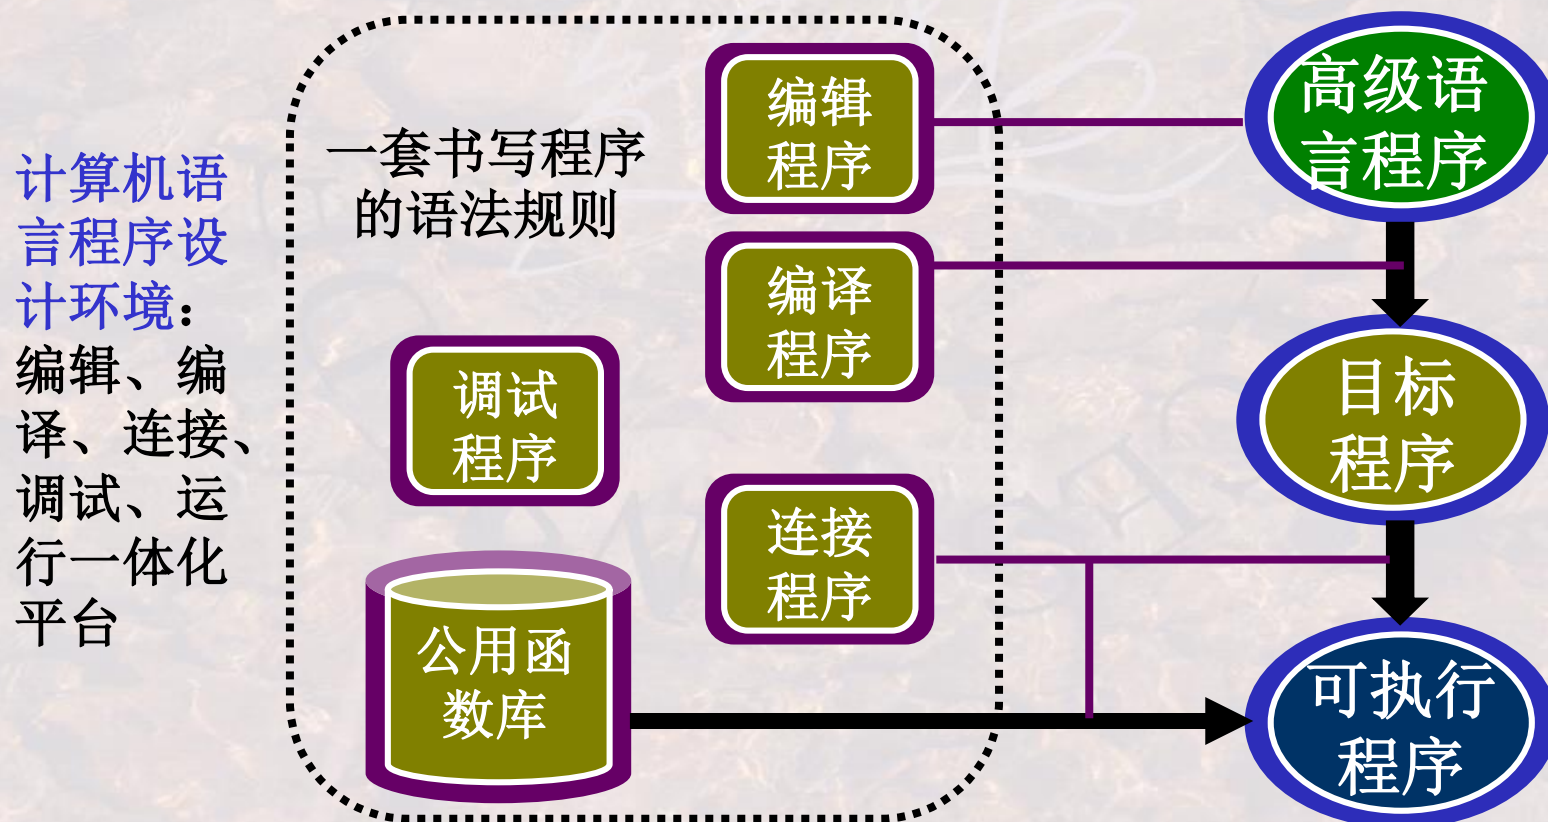 计算机语
言程序设
计环境：
编辑、编
译、连接、
调试、运
行一体化
平台
一套书写程序
的语法规则
编辑
程序
编译
程序
调试
程序
连接
程序
公用函
数库
高级语
言程序
目标
程序
可执行
程序